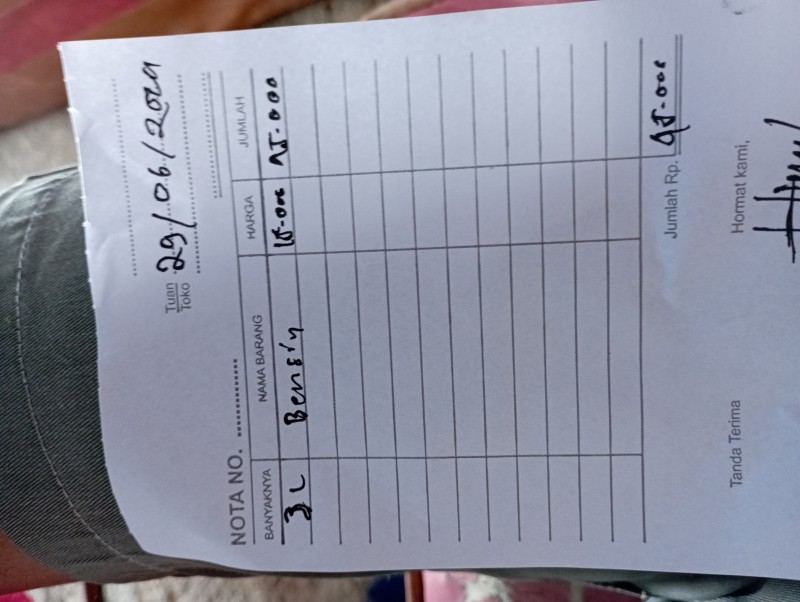 29/06/2024
Tuan
Toko
NOTA NO. ..........
BANYAKNYA NAMA BARANG HARGA JUMLAH
3 L Bensin 15-000 45.000
Jumlah Rp. 45-000
Tanda Terima Hormat kami,